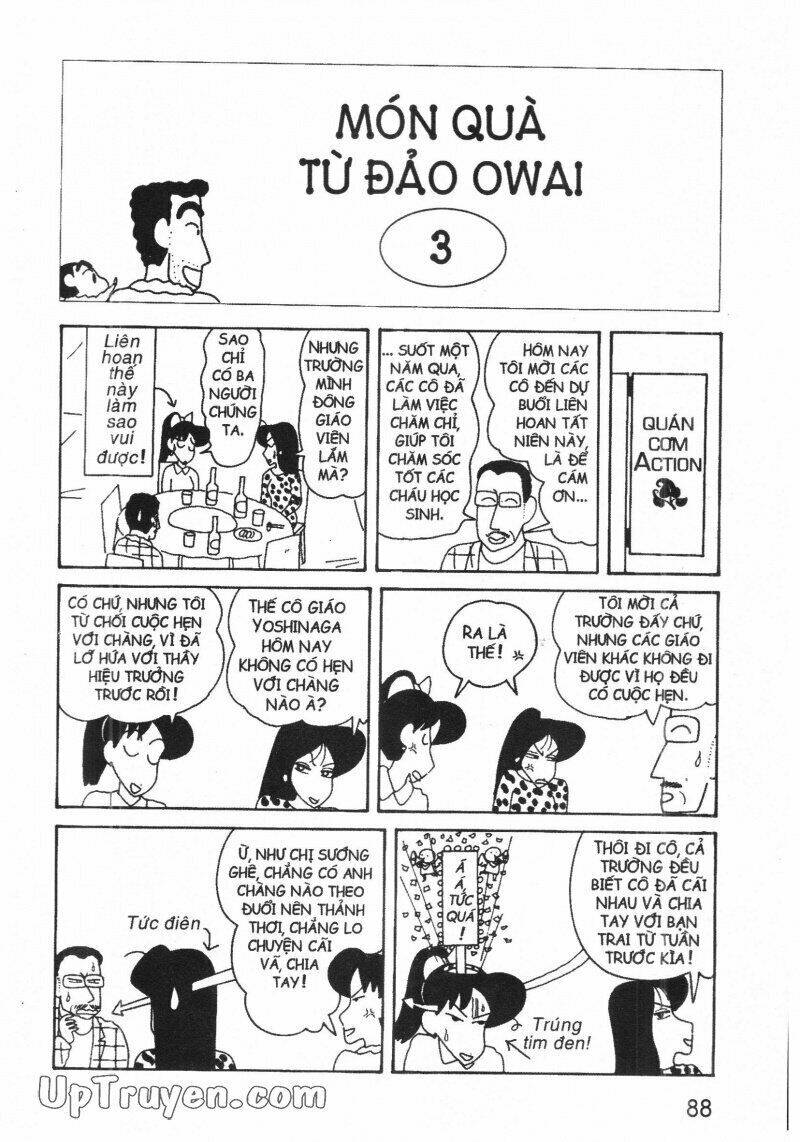 MÓN QUÀ
TỪ ĐẢO OWAI
3
QUÁN
CƠM
ACTION
HÔM NAY
TÔI MỜI CÁC
CÔ ĐẾN DỰ
BUỔI LIÊN
HOAN TẤT
NIÊN NÀY,
LÀ ĐỂ
CÁM
ƠN...
... SUỐT MỘT
NĂM QUA,
CÁC CÔ ĐÃ
LÀM VIỆC
CHĂM CHỈ,
GIÚP TÔI
CHĂM SÓC
TỐT CÁC
CHÁU HỌC
SINH.
NHƯNG
TRƯỜNG
MÌNH
ĐÔNG
GIÁO
VIÊN
LẮM
MÀ?
SAO
CHỈ
CÓ BA
NGƯỜI
CHÚNG
TA.
Liên
hoan
thế
này
làm
sao
vui
được!
TÔI MỜI CẢ
TRƯỜNG ĐẤY CHỨ,
NHƯNG CÁC GIÁO
VIÊN KHÁC KHÔNG ĐI
ĐƯỢC VÌ HỌ ĐỀU
CÓ CUỘC HẸN.
RA LÀ
THẾ!
THẾ CÔ GIÁO
YOSHINAGA
HÔM NAY
KHÔNG CÓ HẸN
VỚI CHÀNG
NÀO À?
CÓ CHỨ, NHƯNG TÔI
TỪ CHỐI CUỘC HẸN
VỚI CHÀNG, VÌ ĐÃ
LỠ HỨA VỚI THẦY
HIỆU TRƯỞNG
TRƯỚC RỒI!
THÔI ĐI CÔ, CẢ
TRƯỜNG ĐỀU
BIẾT CÔ ĐÃ CÃI
NHAU VÀ CHIA
TAY VỚI BẠN
TRAI TỪ TUẦN
TRƯỚC KÌA!
Á
Á,
TỨC
QUÁ
!
Trúng
tim đen!
Ừ, NHƯ CHỊ SƯỚNG
GHÊ, CHẲNG CÓ ANH
CHÀNG NÀO THEO
ĐUỔI NÊN THẢNH
THƠI, CHẲNG LO
CHUYỆN CÃI
VÃ, CHIA
TAY!
Tức điên
UpTruyen.com
88